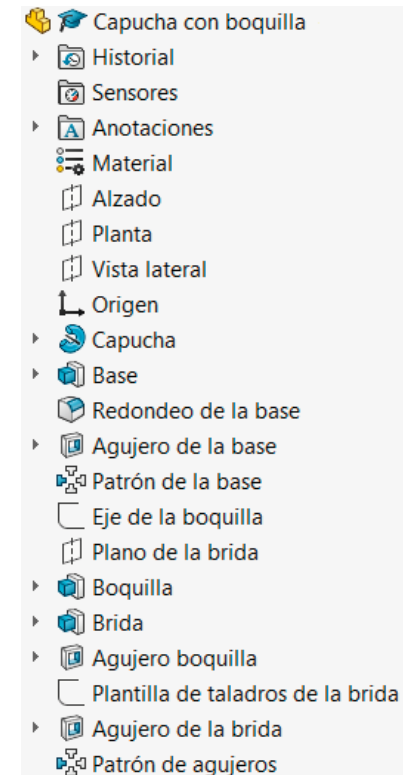 Capucha con boquilla
Historial
Sensores
Anotaciones
Material
Alzado
Planta
Vista lateral
Origen
Capucha
Base
Redondeo de la base
Agujero de la base
Patrón de la base
Eje de la boquilla
Plano de la brida
Boquilla
Brida
Agujero boquilla
Plantilla de taladros de la brida
Agujero de la brida
Patrón de agujeros